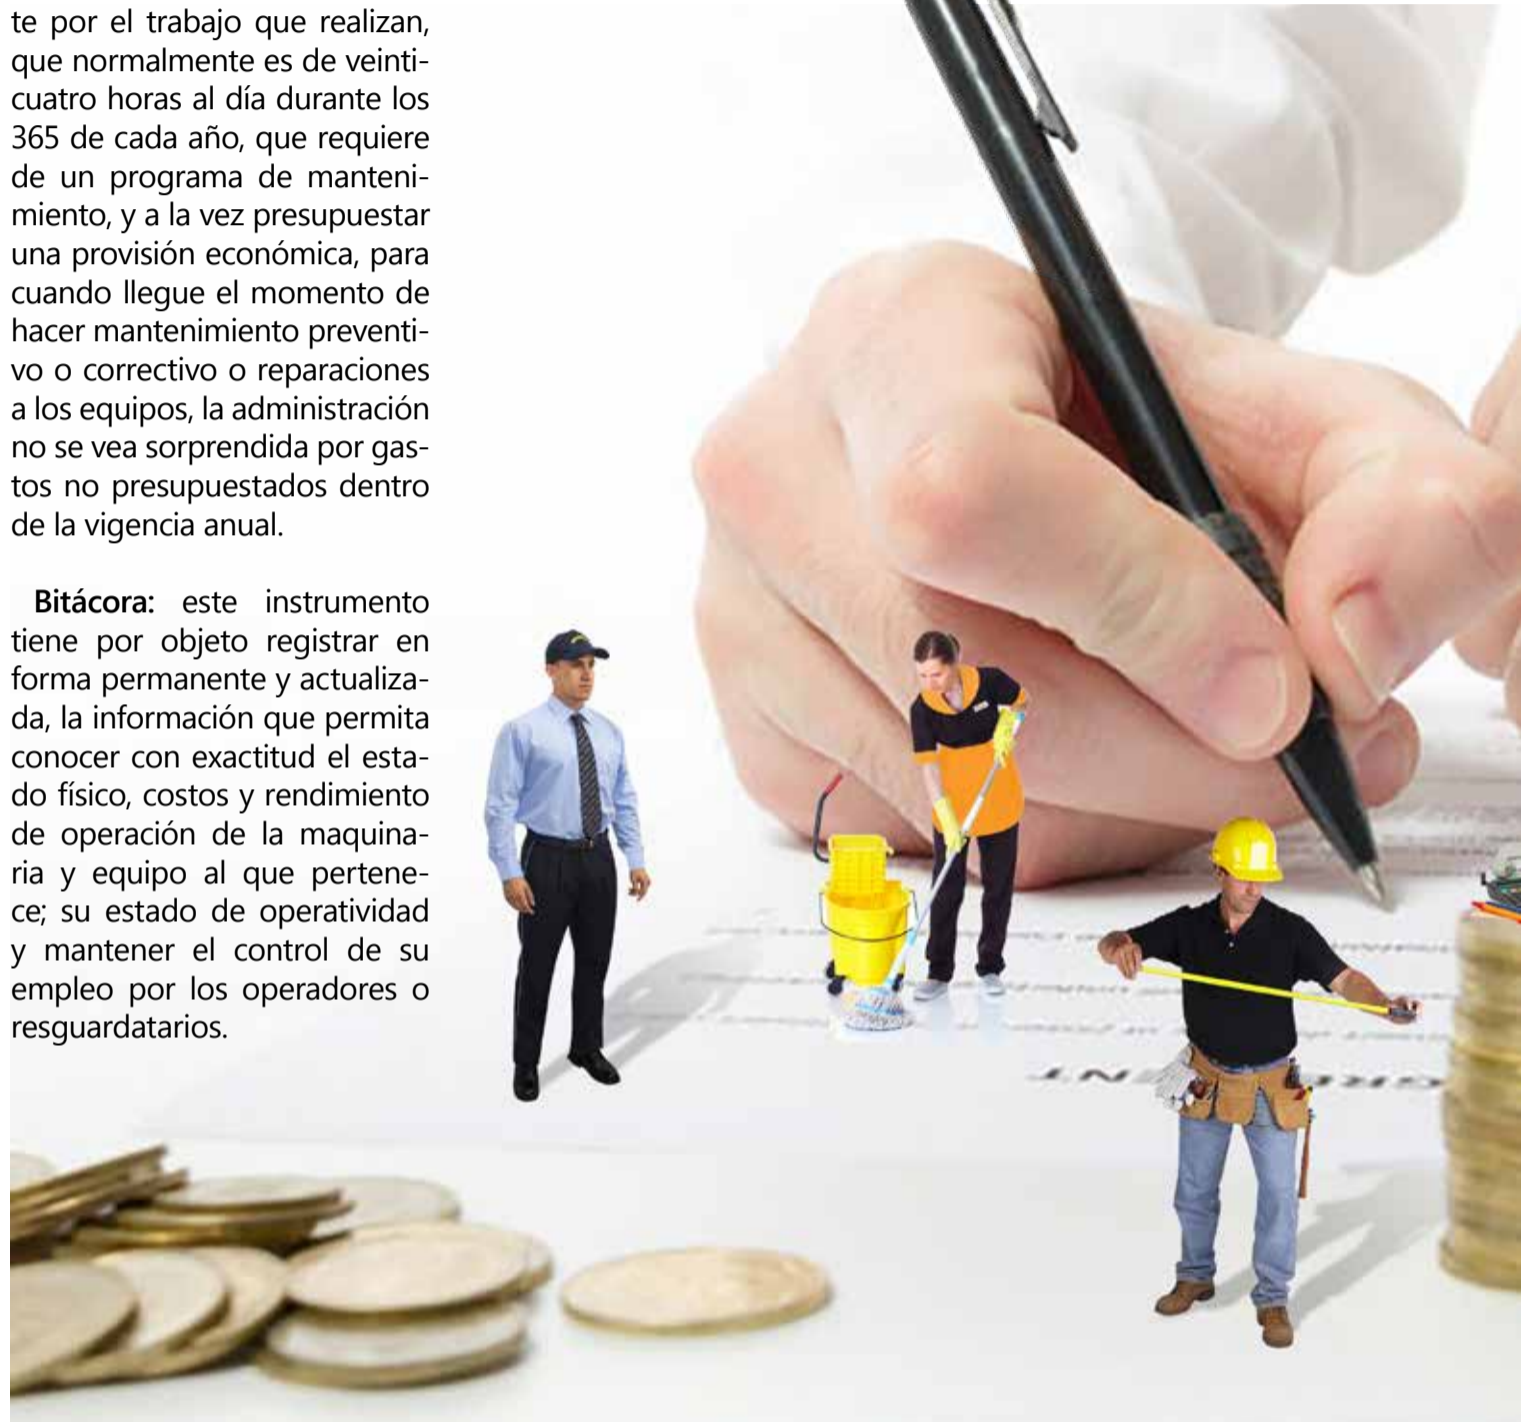 te por el trabajo que realizan,
que normalmente es de veinti-
cuatro horas al día durante los
365 de cada año, que requiere
de un programa de manteni-
miento, y a la vez presupuestar
una provisión económica, para
cuando llegue el momento de
hacer mantenimiento preventi-
vo o correctivo o reparaciones
a los equipos, la administración
no se vea sorprendida por gas-
tos no presupuestados dentro
de la vigencia anual.
Bitácora: este instrumento
tiene por objeto registrar en
forma permanente y actualiza-
da, la información que permita
conocer con exactitud el esta-
do físico, costos y rendimiento
de operación de la maquina-
ria y equipo al que pertene-
ce; su estado de operatividad
y mantener el control de su
empleo por los operadores o
resguardatarios.